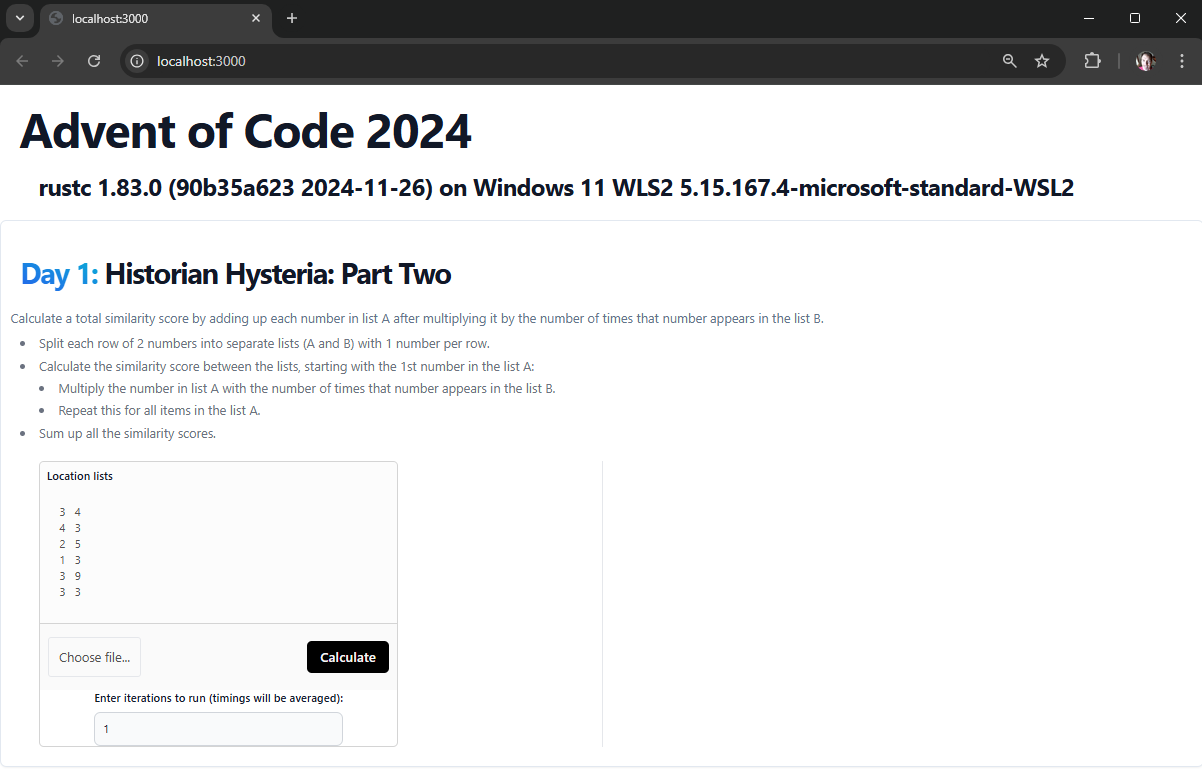 localhost:3000
localhost:3000
Advent of Code 2024
rustc 1.83.0 (90b35a623 2024-11-26) on Windows 11 WLS2 5.15.167.4-microsoft-standard-WSL2
Day 1: Historian Hysteria: Part Two
Calculate a total similarity score by adding up each number in list A after multiplying it by the number of times that number appears in the list B.
Split each row of 2 numbers into separate lists (A and B) with 1 number per row.
Calculate the similarity score between the lists, starting with the 1st number in the list A:
Multiply the number in list A with the number of times that number appears in the list B.
Repeat this for all items in the list A.
Sum up all the similarity scores.
Location lists
3 4
4 3
2 5
1 3
3 9
3 3
Choose file...
Calculate
Enter iterations to run (timings will be averaged):
1